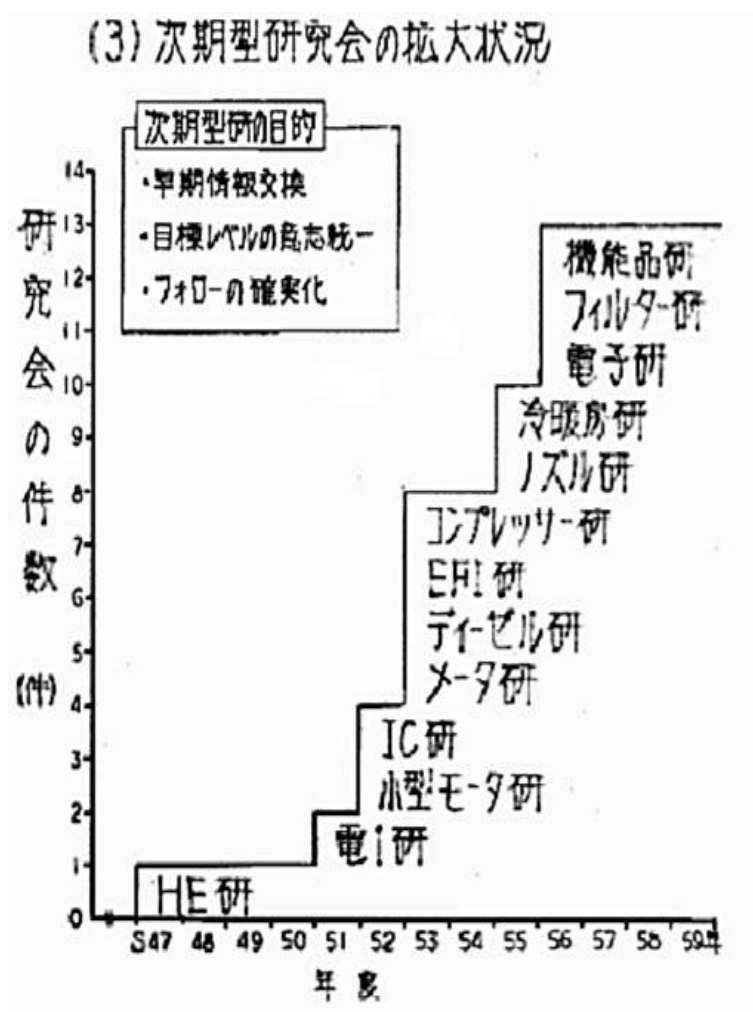 (3) 次期型研究会の拡大状況
次期型研の目的
・早期情報交換
・目標レベルの意志統一
・フォローの確実化
研究会の件数 (件)
14
13
12
11
10
9
8
7
6
5
4
3
2
1
0
機能品研
フィルター研
電子研
冷暖房研
ノズル研
コンプレッサー研
EFI研
ディーゼル研
メータ研
IC研
小型モータ研
電i研
HE研
S47 48 49 50 51 52 53 54 55 56 57 58 59年
年度